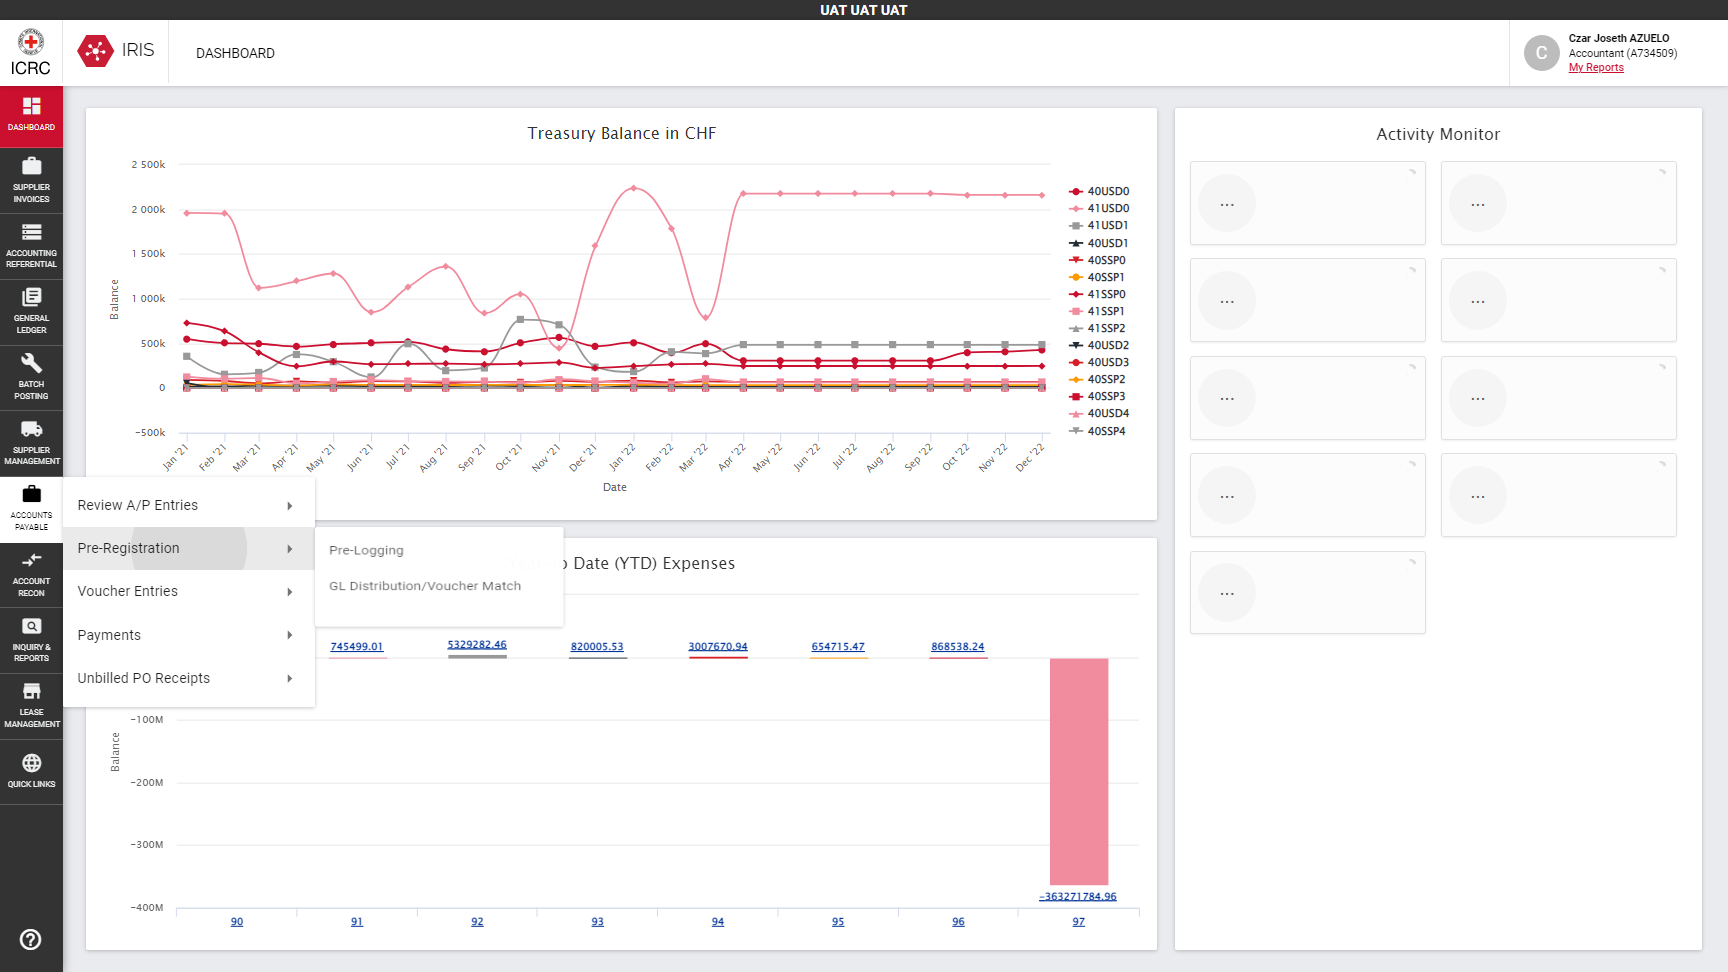 UAT UAT UAT
ICRC
IRIS
DASHBOARD
C
Czar Joseth AZUELO
Accountant (A734509)
My Reports
DASHBOARD
SUPPLIER
INVOICES
ACCOUNTING
REFERENTIAL
GENERAL
LEDGER
BATCH
POSTING
SUPPLIER
MANAGEMENT
ACCOUNTS
PAYABLE
ACCOUNT
RECON
INQUIRY &
REPORTS
LEASE
MANAGEMENT
QUICK LINKS
Review A/P Entries
Pre-Registration
Voucher Entries
Payments
Unbilled PO Receipts
Pre-Logging
GL Distribution/Voucher Match
Treasury Balance in CHF
2 500k
2 000k
1 500k
1 000k
500k
0
−500k
Balance
Jan '21
Feb '21
Mar '21
Apr '21
May '21
Jun '21
Jul '21
Aug '21
Sep '21
Oct '21
Nov '21
Dec '21
Jan '22
Feb '22
Mar '22
Apr '22
May '22
Jun '22
Jul '22
Aug '22
Sep '22
Oct '22
Nov '22
Dec '22
Date
40USD0
41USD0
41USD1
40USD1
40SSP0
40SSP1
41SSP0
41SSP1
41SSP2
40USD2
40USD3
40SSP2
40SSP3
40USD4
40SSP4
Date (YTD) Expenses
745499.01
5329282.46
820005.53
3007670.94
654715.47
868538.24
−363271784.96
−100M
−200M
−300M
−400M
Balance
90
91
92
93
94
95
96
97
Activity Monitor
...
...
...
...
...
...
...
...
...